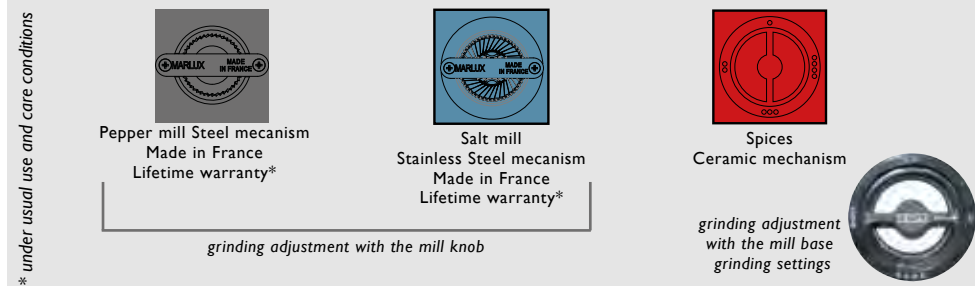 * under usual use and care conditions
MARLUX MADE IN FRANCE
Pepper mill Steel mecanism
Made in France
Lifetime warranty*
MARLUX MADE IN FRANCE
Salt mill
Stainless Steel mecanism
Made in France
Lifetime warranty*
grinding adjustment with the mill knob
Spices
Ceramic mechanism
grinding adjustment
with the mill base
grinding settings